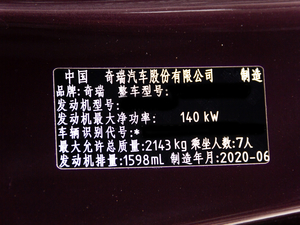 中国 奇瑞汽车股份有限公司 制造
品牌:奇瑞 整车型号:
发动机型号:
发动机最大净功率: 140 kW
车辆识别代号:*
最大允许总质量:2143kg 乘坐人数:7人
发动机排量:1598mL 制造年月:2020-06